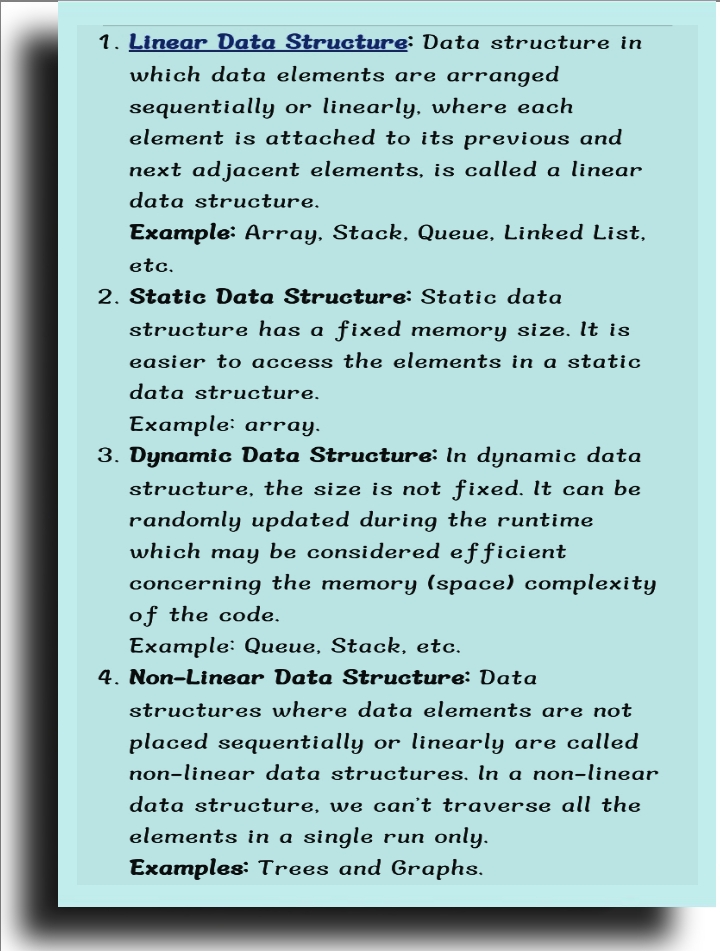 1. Linear Data Structure: Data structure in
which data elements are arranged
sequentially or linearly, where each
element is attached to its previous and
next adjacent elements, is called a linear
data structure.
Example: Array, Stack, Queue, Linked List,
etc.
2. Static Data Structure: Static data
structure has a fixed memory size. It is
easier to access the elements in a static
data structure.
Example: array.
3. Dynamic Data Structure: In dynamic data
structure, the size is not fixed. It can be
randomly updated during the runtime
which may be considered efficient
concerning the memory (space) complexity
of the code.
Example: Queue, Stack, etc.
4. Non-Linear Data Structure: Data
structures where data elements are not
placed sequentially or linearly are called
non-linear data structures. In a non-linear
data structure, we can't traverse all the
elements in a single run only.
Examples: Trees and Graphs.